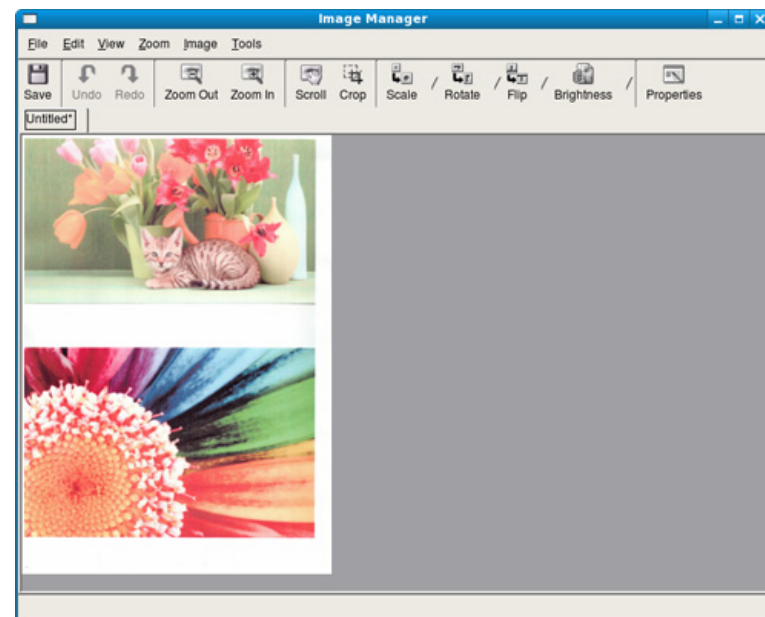 Image Manager
File Edit View Zoom Image Tools
Save Undo Redo Zoom Out Zoom In Scroll Crop Scale / Rotate / Flip / Brightness / Properties
Untitled*